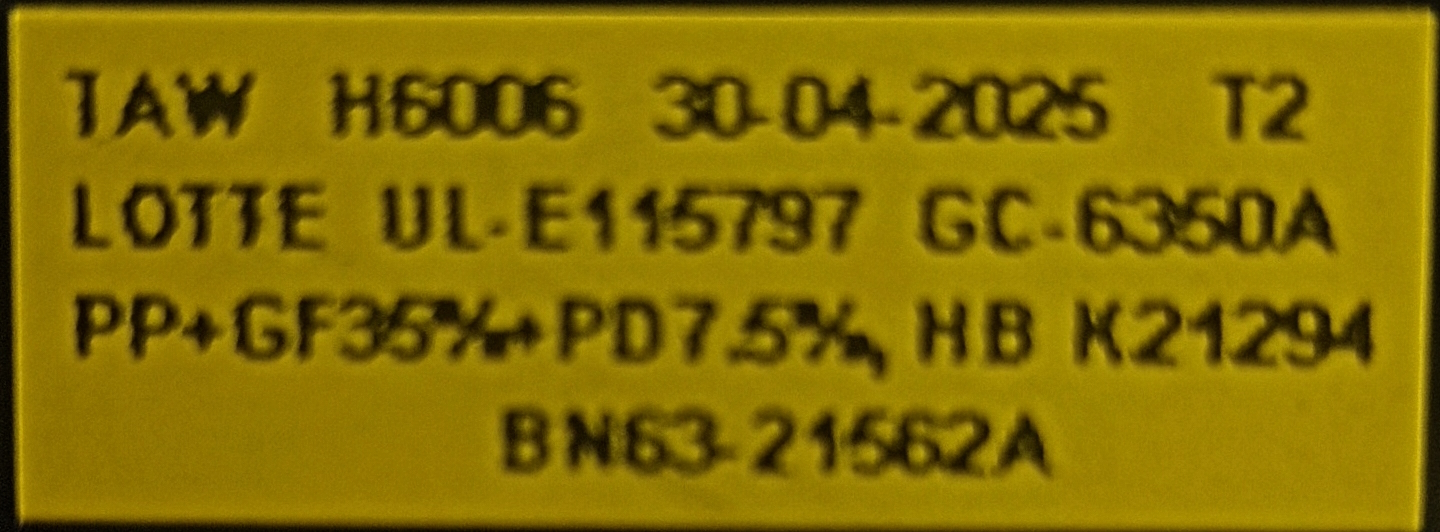 TAW H6006 30-04-2025 T2
LOTTE UL-E115797 GC-6350A
PP+GF35%+PD7.5%, HB K21294
BN63-21562A